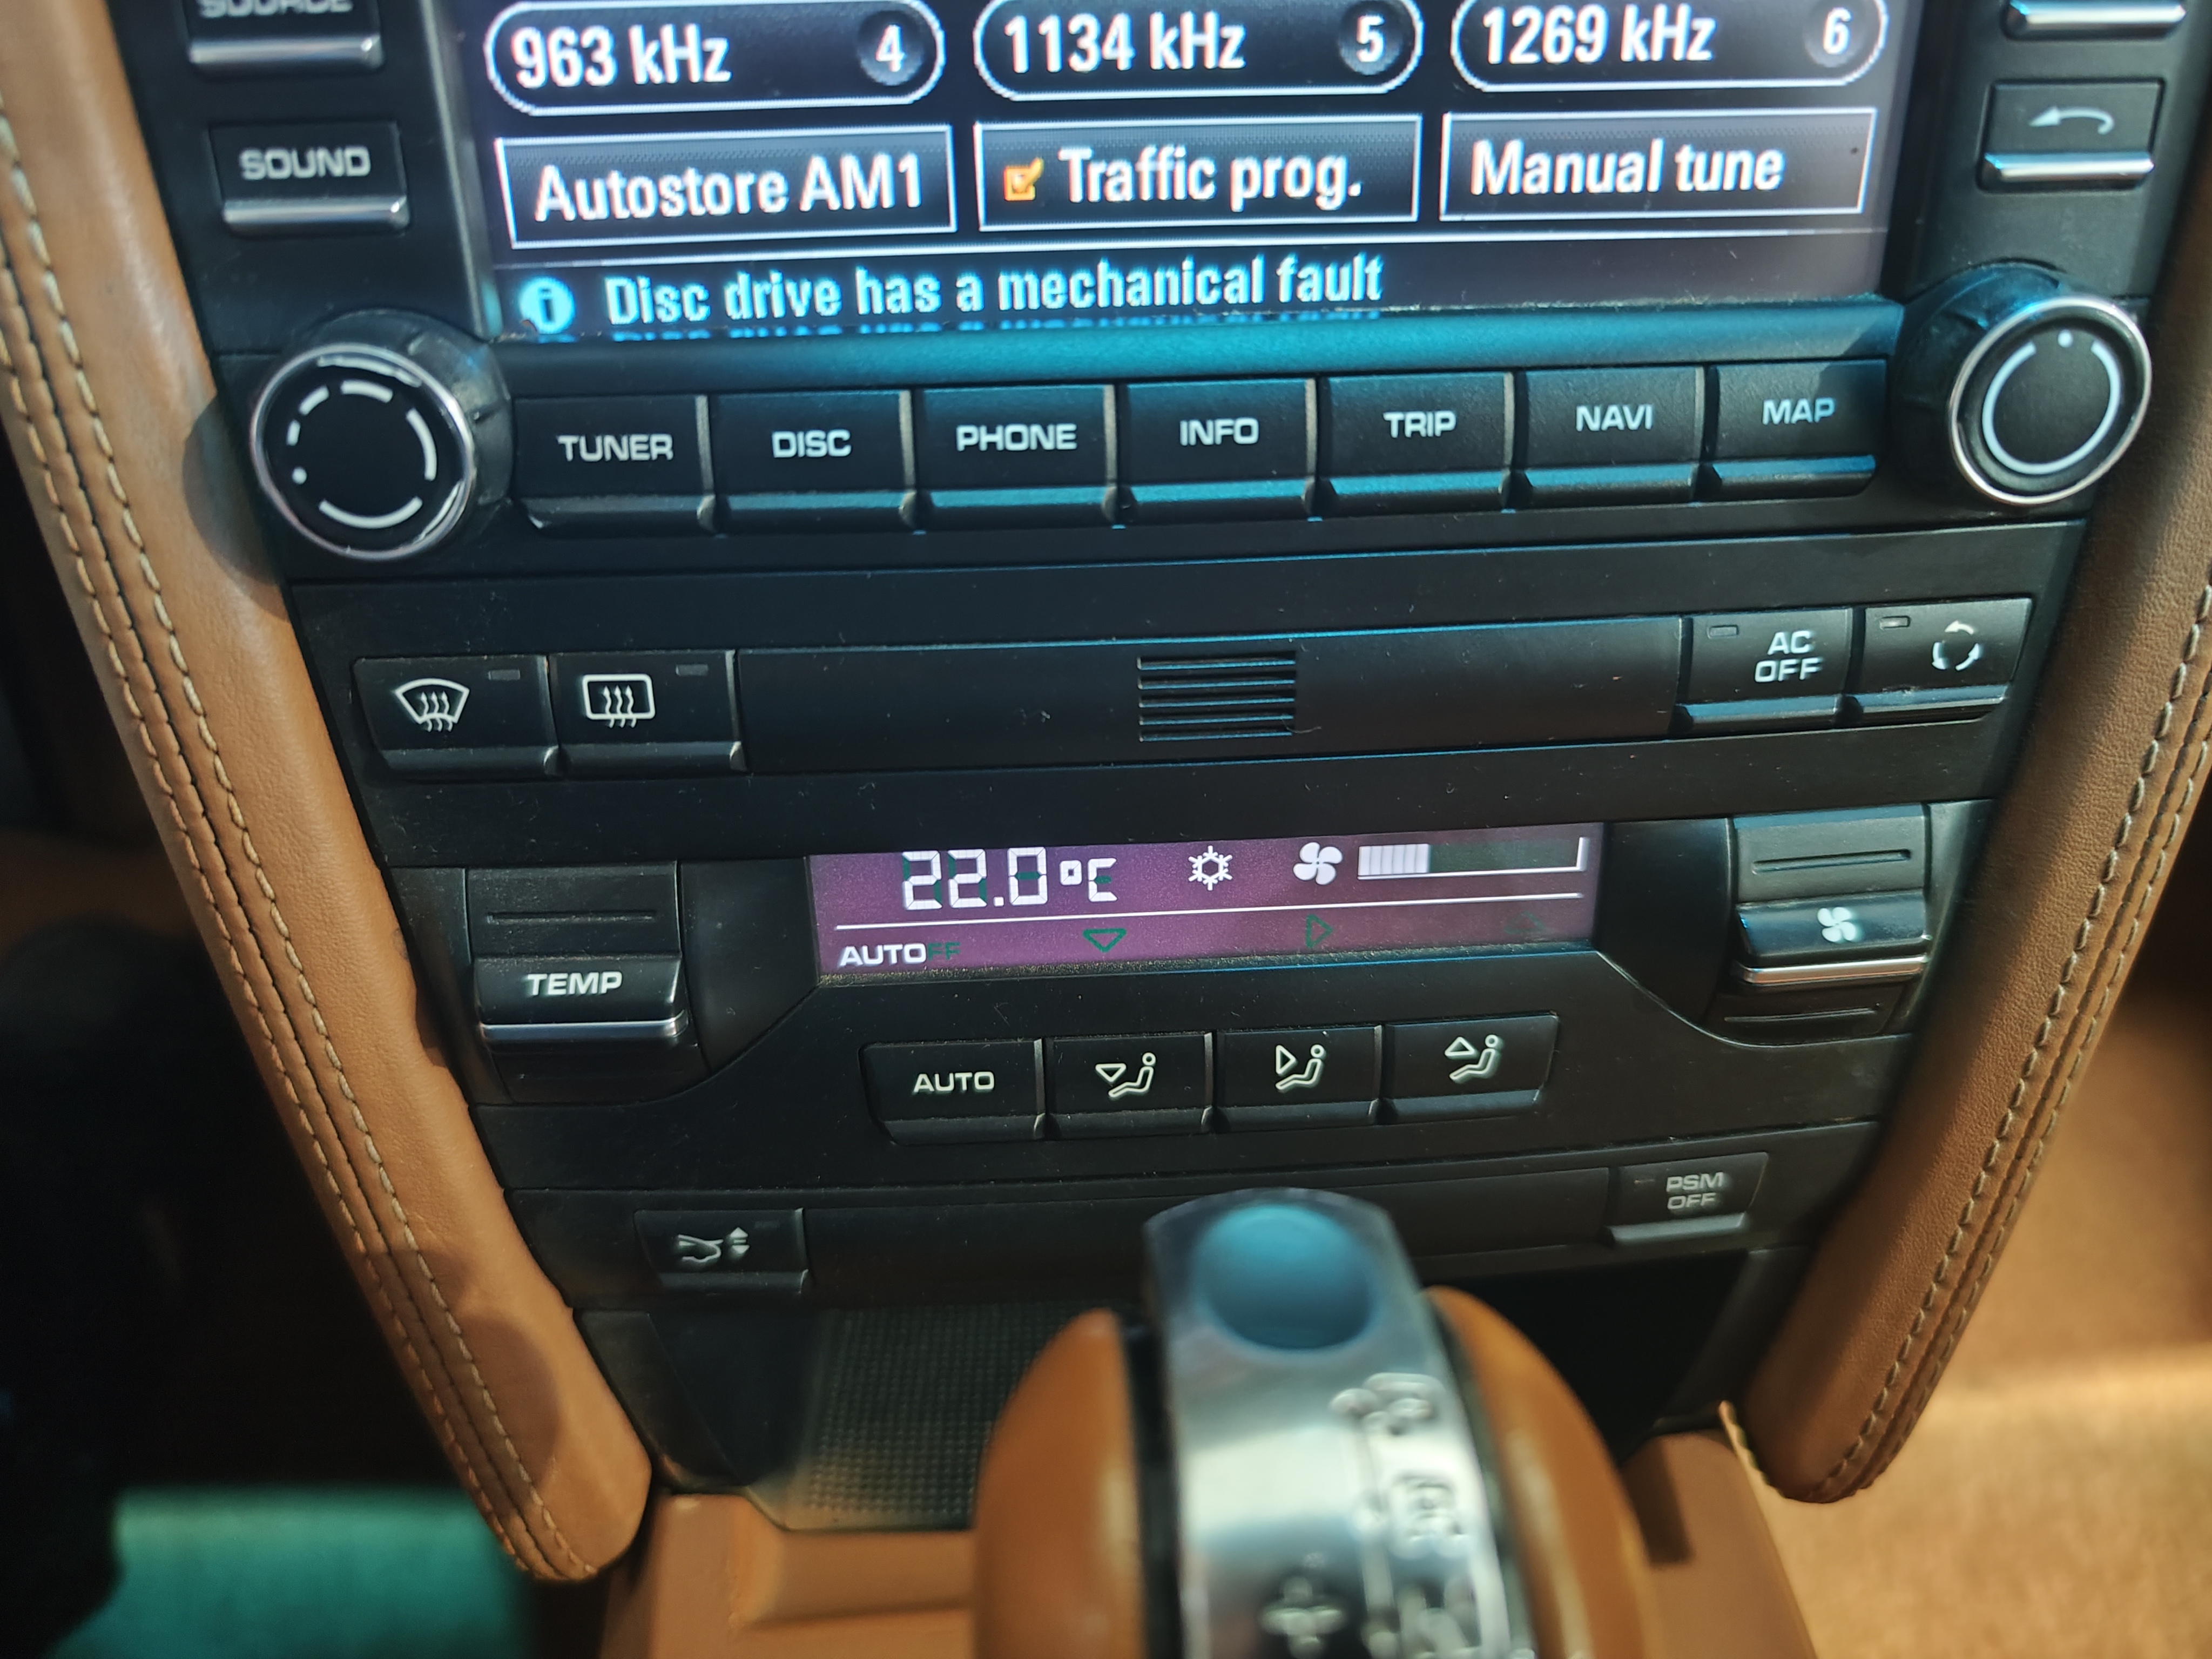 SOURCE
963 kHz 4 1134 kHz 5 1269 kHz 6
SOUND Autostore AM1 Traffic prog. Manual tune
Disc drive has a mechanical fault
TUNER DISC PHONE INFO TRIP NAVI MAP
AC
OFF
22.0°C
AUTO
TEMP
AUTO
PSM
OFF